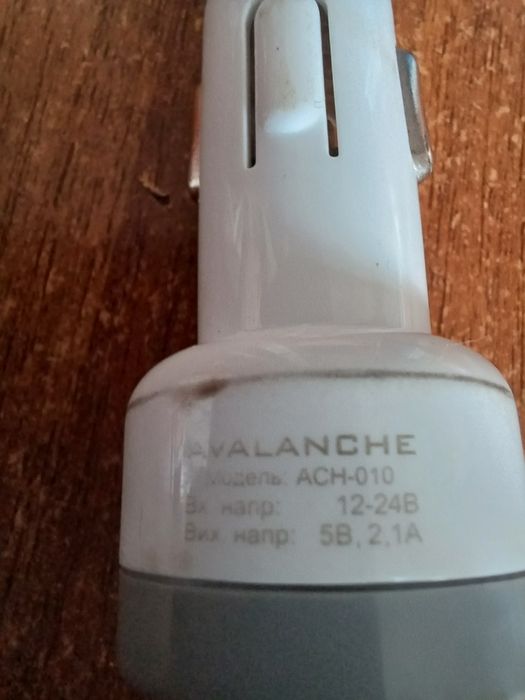 AVALANCHE
Модель: ACH-010
Вх. напр: 12-24В
Вих. напр: 5В, 2,1А